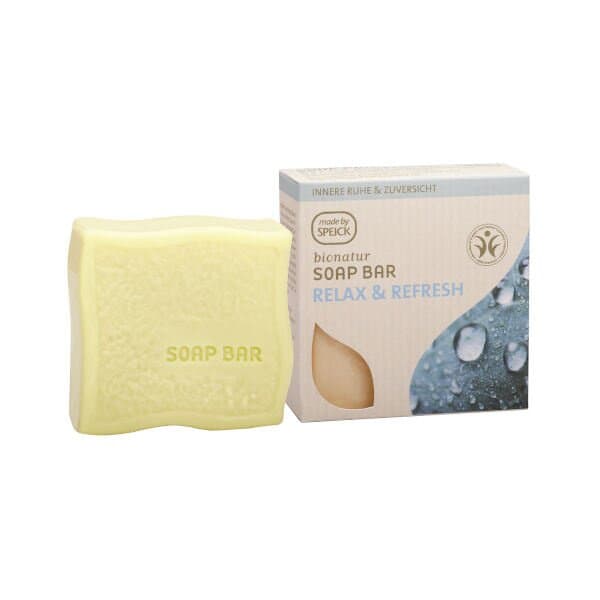 INNERE RUHE & ZUVERSICHT
made by
SPEICK
bionatur
SOAP BAR
RELAX & REFRESH
SOAP BAR